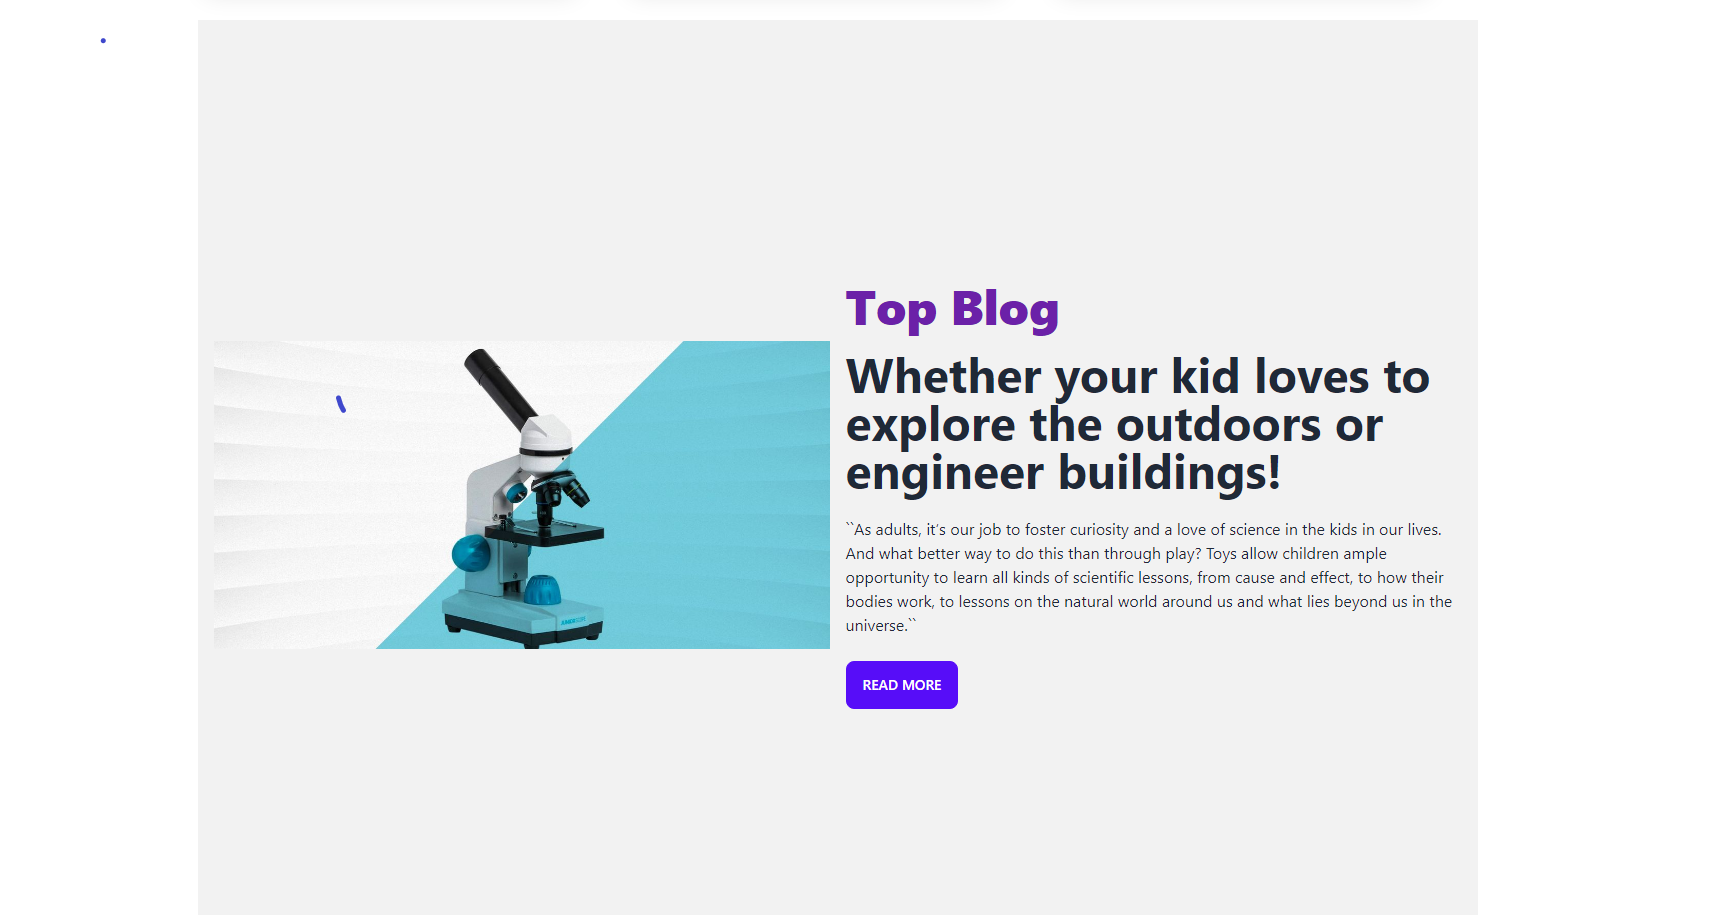 Top Blog
Whether your kid loves to
explore the outdoors or
engineer buildings!
``As adults, it’s our job to foster curiosity and a love of science in the kids in our lives.
And what better way to do this than through play? Toys allow children ample
opportunity to learn all kinds of scientific lessons, from cause and effect, to how their
bodies work, to lessons on the natural world around us and what lies beyond us in the
universe.``
READ MORE